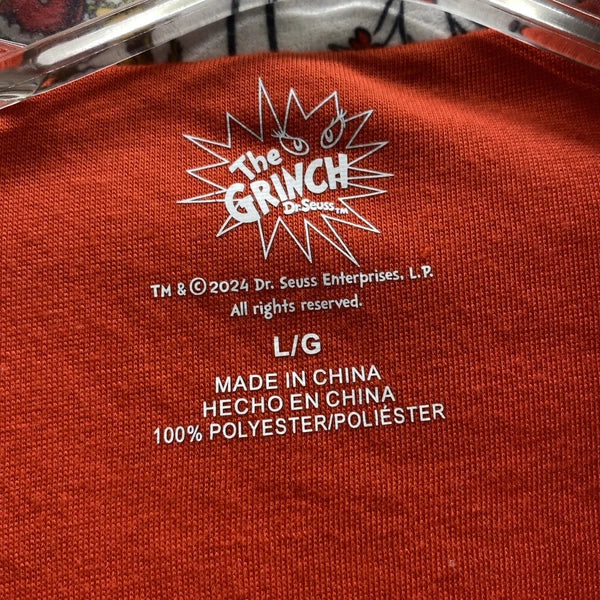 The
GRINCH
Dr. Seuss TM
TM & © 2024 Dr. Seuss Enterprises, L.P.
All rights reserved.
L/G
MADE IN CHINA
HECHO EN CHINA
100% POLYESTER/POLIÉSTER